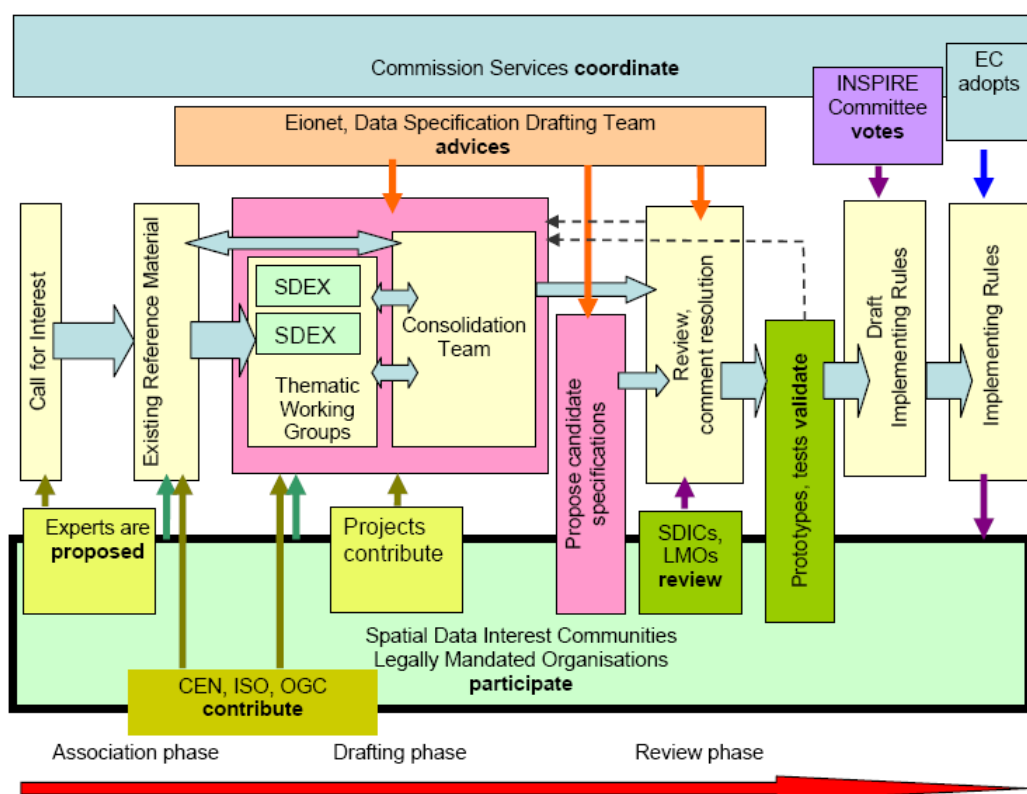 Commission Services coordinate
EC
adopts
INSPIRE
Committee
votes
Eionet, Data Specification Drafting Team
advices
Call for Interest
Existing Reference Material
SDEX
SDEX
Thematic
Working
Groups
Consolidation
Team
Propose candidate
specifications
Review,
comment resolution
Prototypes, tests validate
Draft
Implementing Rules
Implementing Rules
Experts are
proposed
Projects
contribute
SDICs,
LMOs
review
Spatial Data Interest Communities
Legally Mandated Organisations
participate
CEN, ISO, OGC
contribute
Association phase
Drafting phase
Review phase